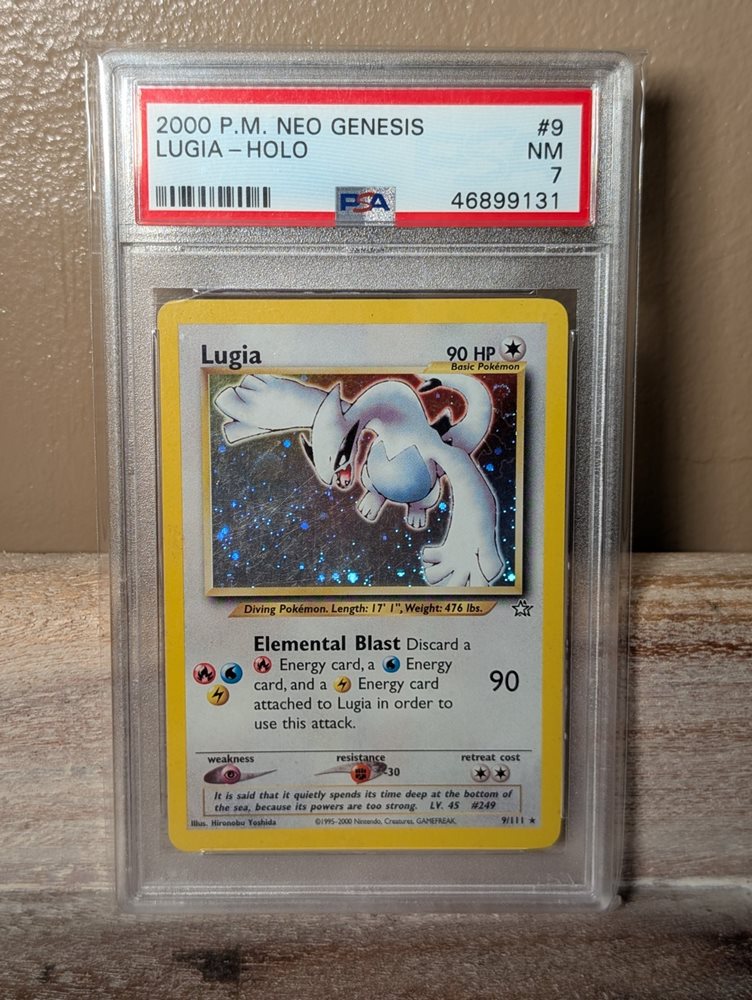 2000 P.M. NEO GENESIS #9
LUGIA – HOLO NM
7
PSA 46899131
Lugia 90 HP
Basic Pokémon
Diving Pokémon. Length: 17' 1", Weight: 476 lbs.
Elemental Blast Discard a
Energy card, a Energy
card, and a Energy card
attached to Lugia in order to
use this attack.
90
weakness resistance retreat cost
-30
It is said that it quietly spends its time deep at the bottom of
the sea, because its powers are too strong. LV. 45 #249
Illus. Hironobu Yoshida ©1995-2000 Nintendo, Creatures, GAMEFREAK. 9/111 ★